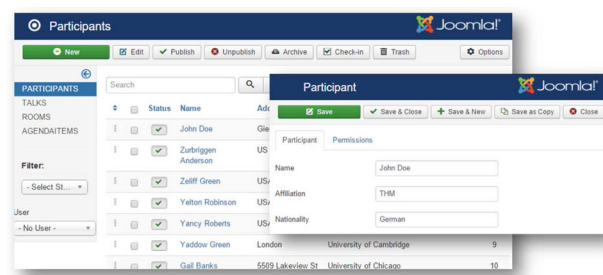 Participants
Joomla!
New Edit Publish Unpublish Archive Check-in Trash Options
PARTICIPANTS
TALKS
ROOMS
AGENDAITEMS
Filter:
- Select St...
User
- No User -
Search
Status Name
John Doe
Zurbriggen Anderson US
Zeliff Green
Yelton Robinson
Yancy Roberts
Yaddow Green London University of Cambridge 9
Gail Banks 5509 Lakeview St University of Chicago 10
Participant
Joomla!
Save Save & Close Save & New Save as Copy Close
Participant Permissions
Name John Doe
Affiliation THM
Nationality German